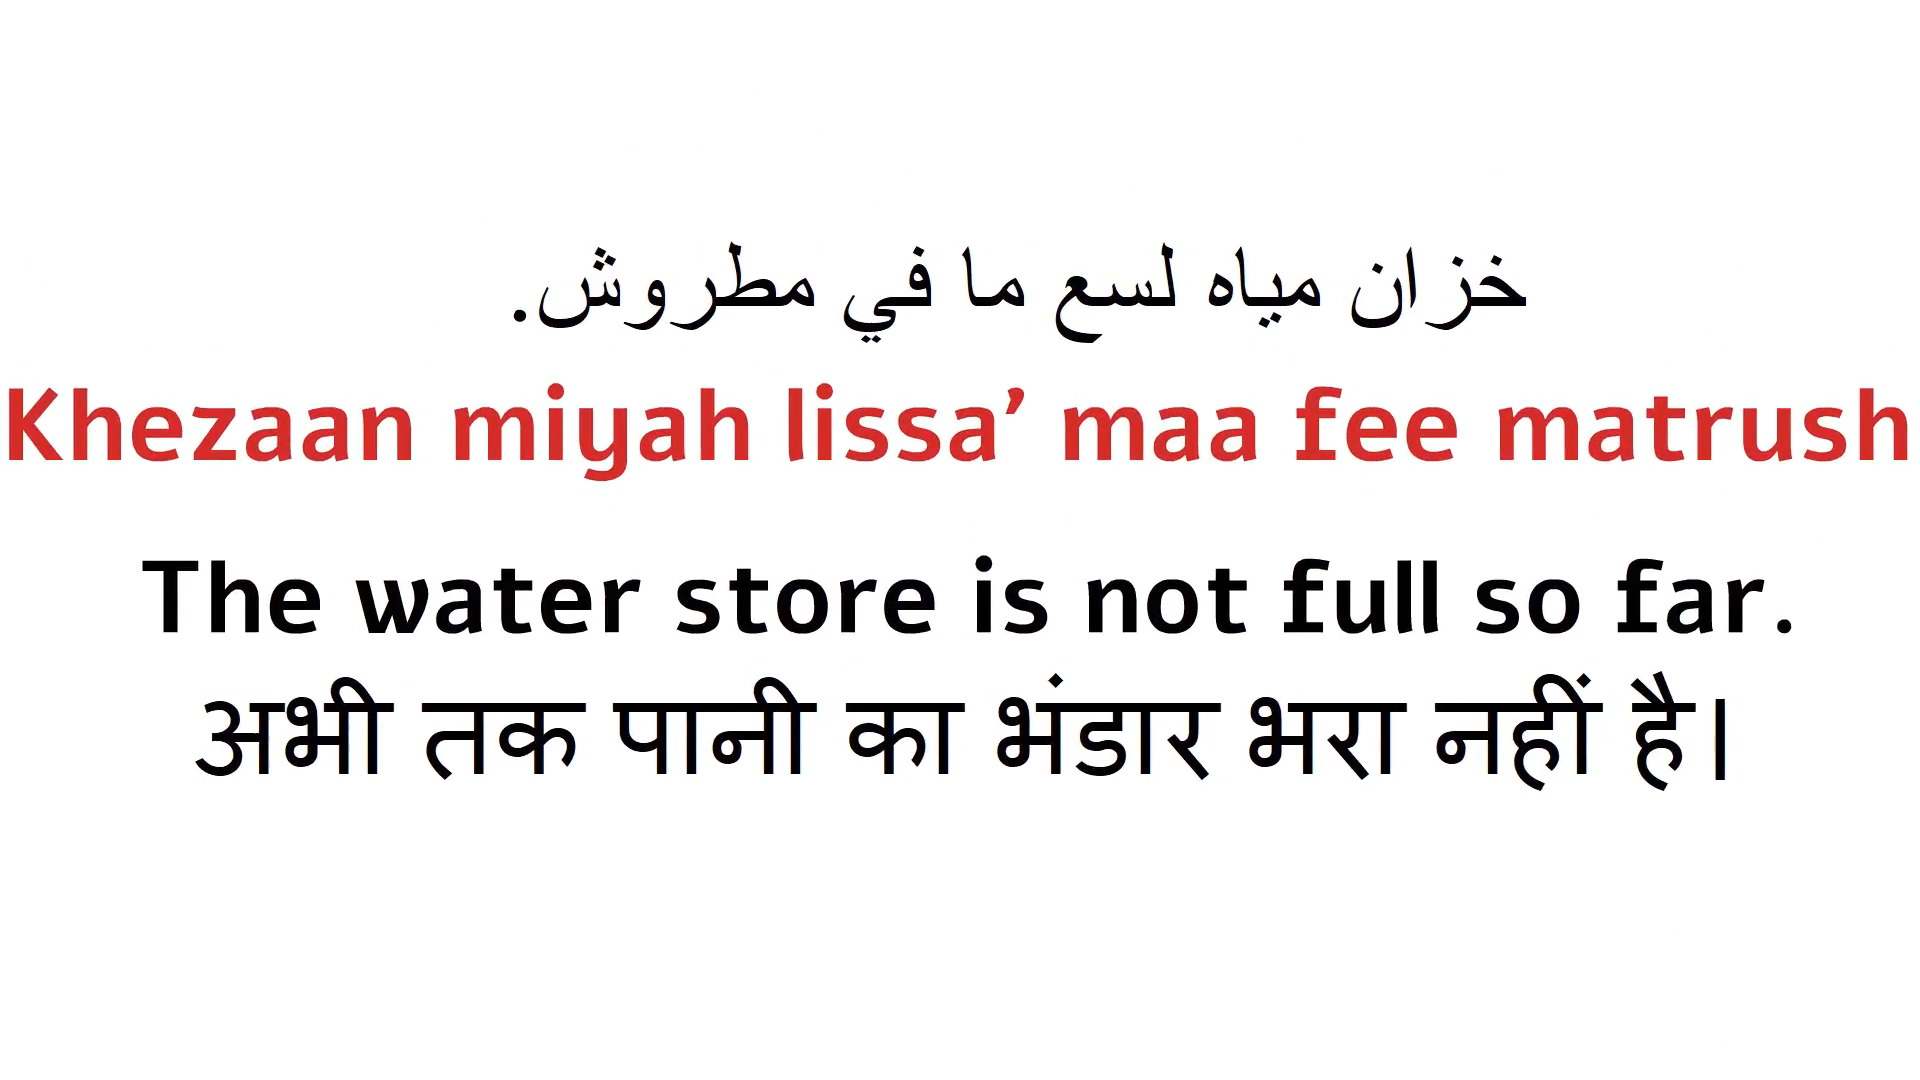 خزان مياه لسع ما في مطروش.
Khezaan miyah lissa’ maa fee matrush
The water store is not full so far.
अभी तक पानी का भंडार भरा नहीं है।